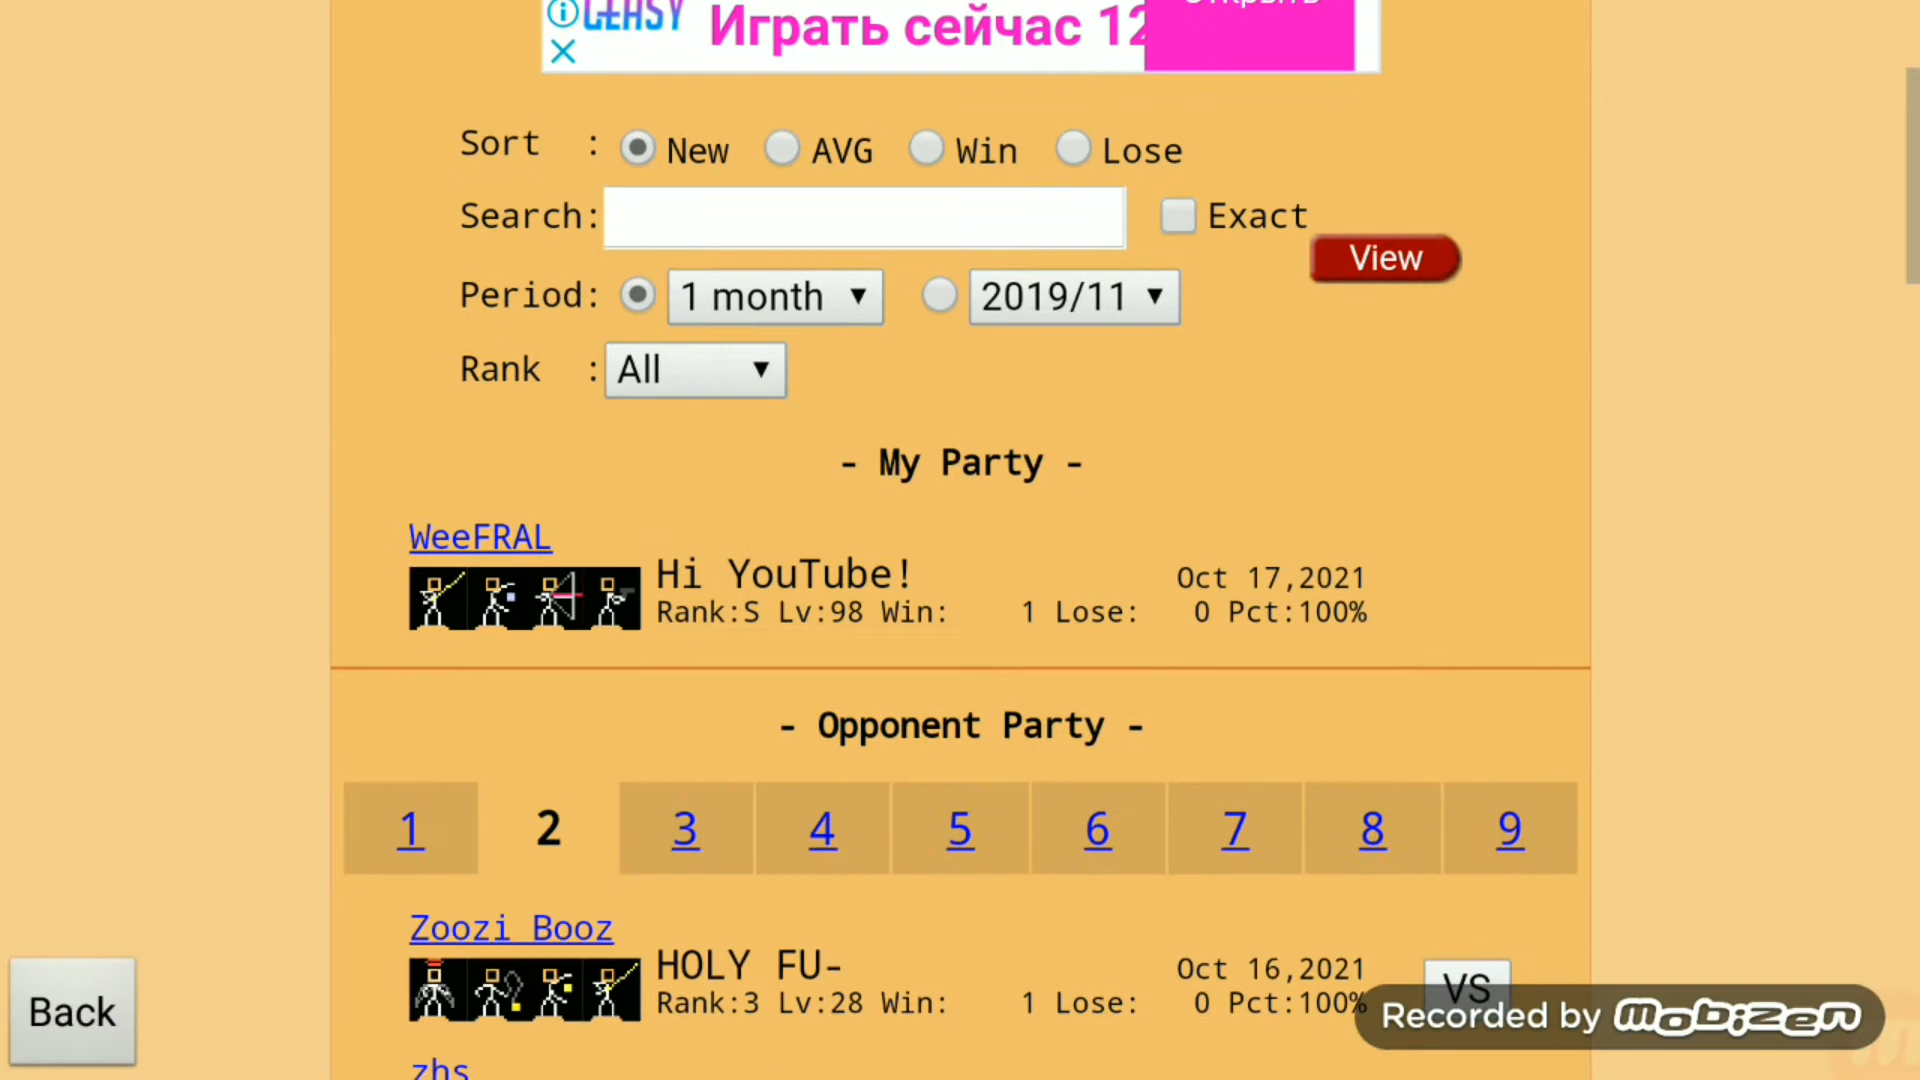 GEASY
Играть сейчас 12
Открыть
Sort : New AVG Win Lose
Search: Exact
View
Period: 1 month ▼ 2019/11 ▼
Rank : All ▼
- My Party -
WeeFRAL
Hi YouTube! Oct 17,2021
Rank:S Lv:98 Win: 1 Lose: 0 Pct:100%
- Opponent Party -
1 2 3 4 5 6 7 8 9
Zoozi Booz
HOLY FU- Oct 16,2021
Rank:3 Lv:28 Win: 1 Lose: 0 Pct:100%
VS
Back
Recorded by mobizen
zhs